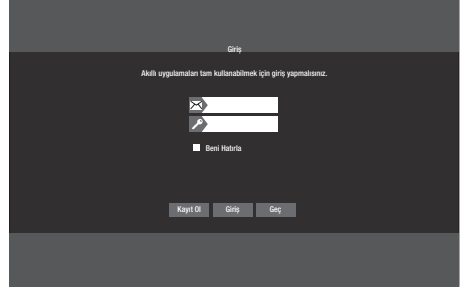 Giriş
Akıllı uygulamaları tam kullanabilmek için giriş yapmalısınız.
Beni Hatırla
Kayıt Ol
Giriş
Geç